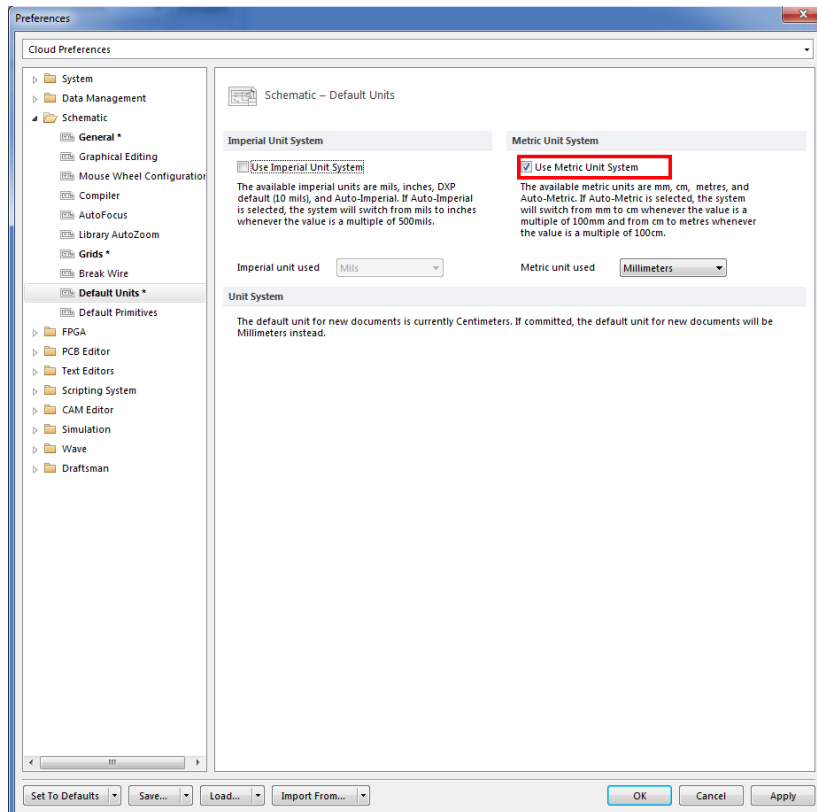 Preferences
Cloud Preferences
System
Data Management
Schematic
General *
Graphical Editing
Mouse Wheel Configuration
Compiler
AutoFocus
Library AutoZoom
Grids *
Break Wire
Default Units *
Default Primitives
FPGA
PCB Editor
Text Editors
Scripting System
CAM Editor
Simulation
Wave
Draftsman
Schematic – Default Units
Imperial Unit System
Use Imperial Unit System
The available imperial units are mils, inches, DXP
default (10 mils), and Auto-Imperial. If Auto-Imperial
is selected, the system will switch from mils to inches
whenever the value is a multiple of 500mils.
Imperial unit used Mils
Metric Unit System
Use Metric Unit System
The available metric units are mm, cm, metres, and
Auto-Metric. If Auto-Metric is selected, the system
will switch from mm to cm whenever the value is a
multiple of 100mm and from cm to metres whenever
the value is a multiple of 100cm.
Metric unit used Millimeters
Unit System
The default unit for new documents is currently Centimeters. If committed, the default unit for new documents will be
Millimeters instead.
Set To Defaults Save... Load... Import From... OK Cancel Apply